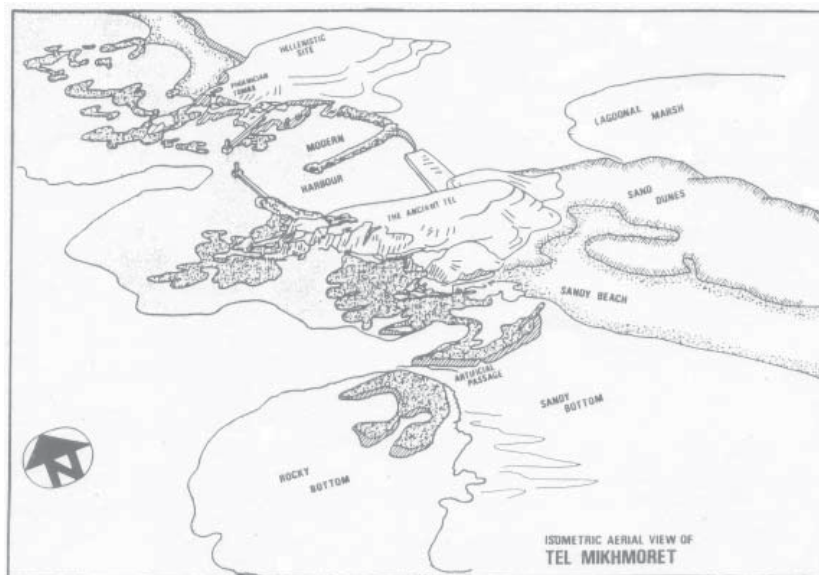 HELLENISTIC
SITE
PHOENICIAN
TOMBS
LAGOONAL MARSH
MODERN
HARBOUR
SAND
DUNES
THE ANCIENT TEL
SANDY BEACH
ARTIFICIAL
PASSAGE
SANDY
BOTTOM
ROCKY
BOTTOM
N
ISOMETRIC AERIAL VIEW OF
TEL MIKHMORET